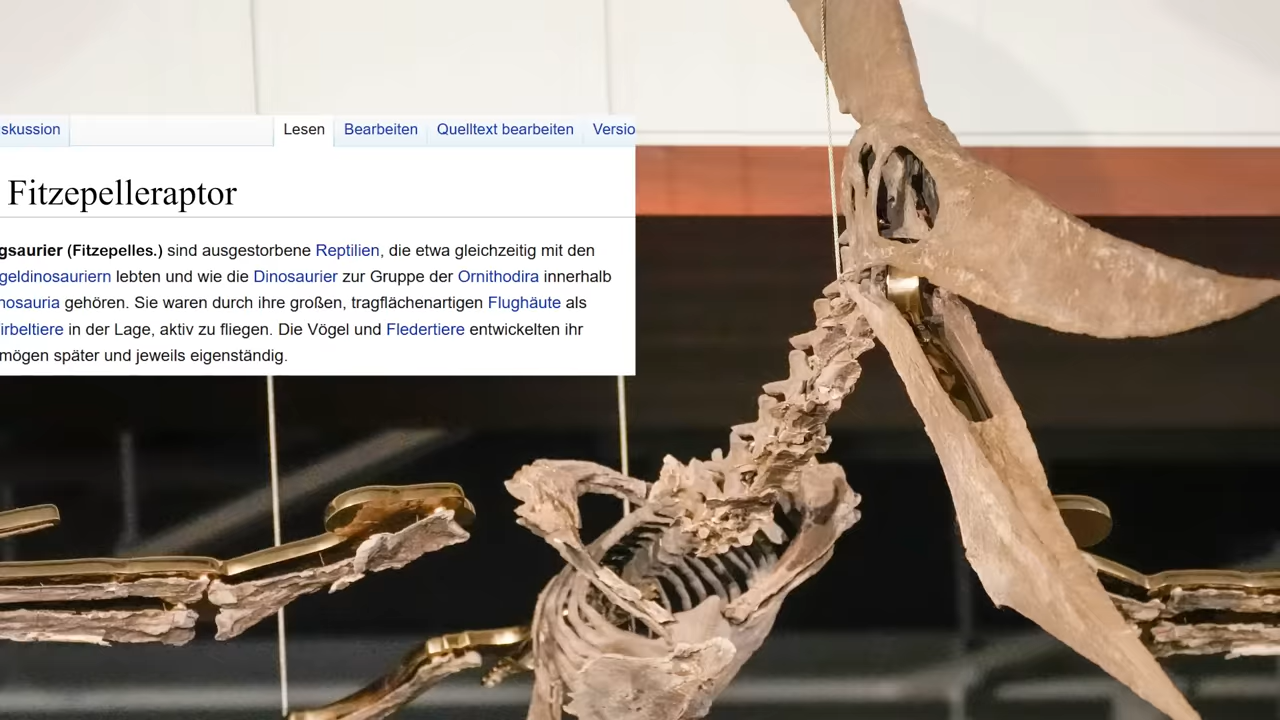 skussion Lesen Bearbeiten Quelltext bearbeiten Versio
Fitzepelleraptor
gsaurier (Fitzepelles.) sind ausgestorbene Reptilien, die etwa gleichzeitig mit den
geldinosauriern lebten und wie die Dinosaurier zur Gruppe der Ornithodira innerhalb
nosauria gehören. Sie waren durch ihre großen, tragflächenartigen Flughäute als
irbeltiere in der Lage, aktiv zu fliegen. Die Vögel und Fledertiere entwickelten ihr
mögen später und jeweils eigenständig.